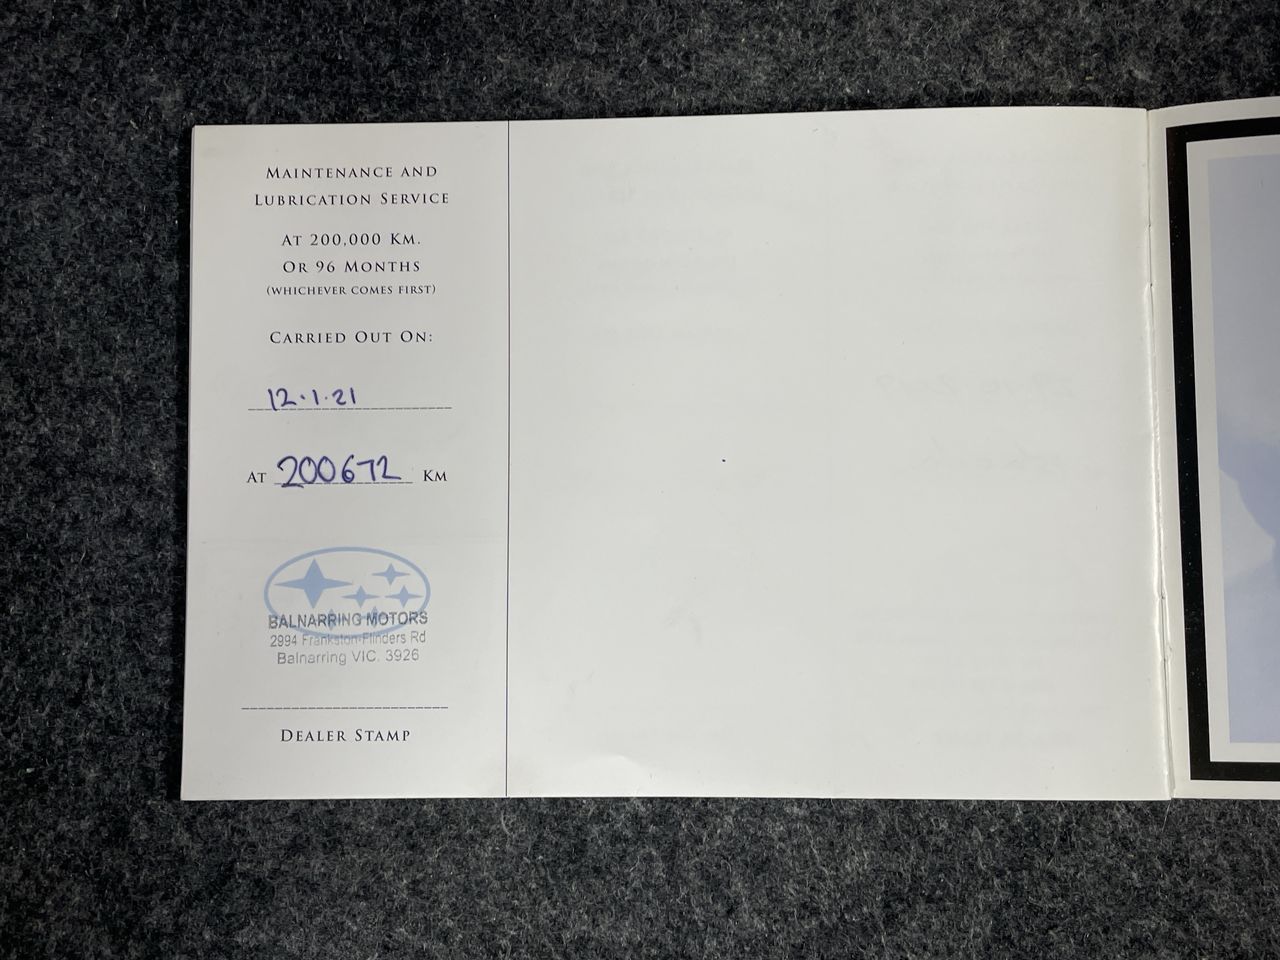 MAINTENANCE AND
LUBRICATION SERVICE
AT 200,000 KM.
OR 96 MONTHS
(WHICHEVER COMES FIRST)
CARRIED OUT ON:
12.1.21
AT 200672 KM
BALNARRING MOTORS
2994 Frankston-Flinders Rd
Balnarring VIC. 3926
DEALER STAMP